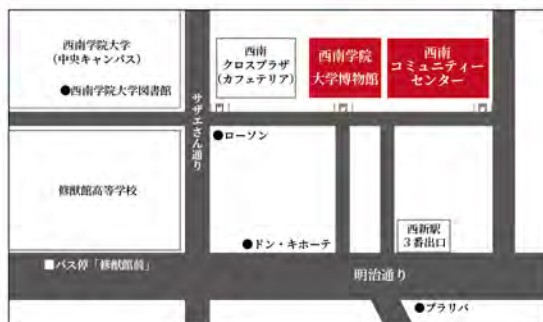 西南学院大学
(中央キャンパス)
●西南学院大学図書館
西南
クロスプラザ
(カフェテリア)
西南学院
大学博物館
西南
コミュニティー
センター
サザエさん通り
●ローソン
修猷館高等学校
西新駅
3番出口
●ドン・キホーテ
■バス停「修猷館前」
明治通り
●プラリバ